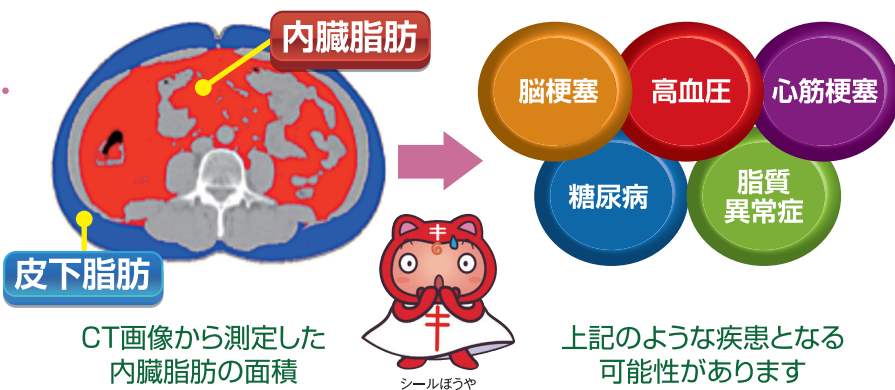 内臓脂肪
皮下脂肪
CT画像から測定した
内臓脂肪の面積
脳梗塞
高血圧
心筋梗塞
糖尿病
脂質
異常症
シールぼうや
上記のような疾患となる
可能性があります